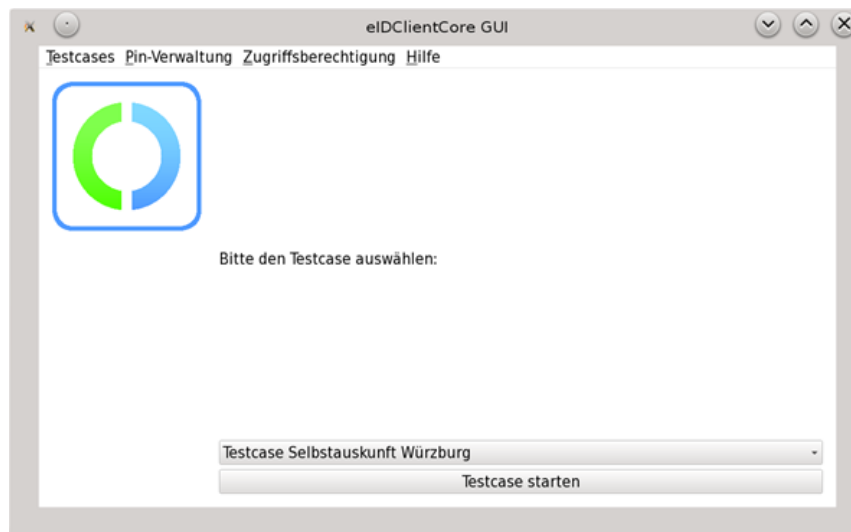 eIDClientCore GUI
Testcases Pin-Verwaltung Zugriffsberechtigung Hilfe
Bitte den Testcase auswählen:
Testcase Selbstauskunft Würzburg
Testcase starten